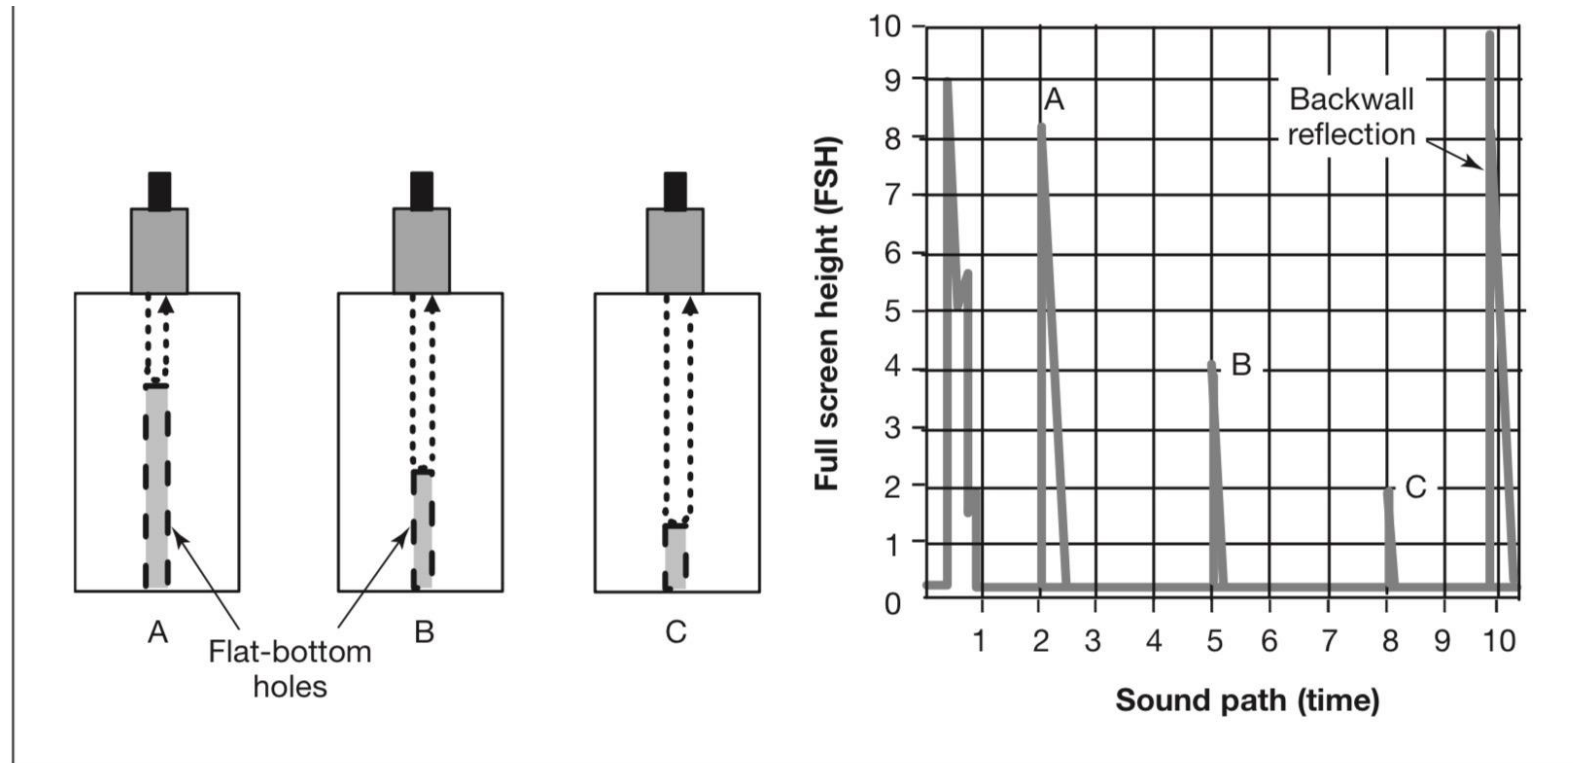 A
B
C
Flat-bottom
holes
Full screen height (FSH)
10
9
8
7
6
5
4
3
2
1
0
A
B
C
Backwall
reflection
1 2 3 4 5 6 7 8 9 10
Sound path (time)